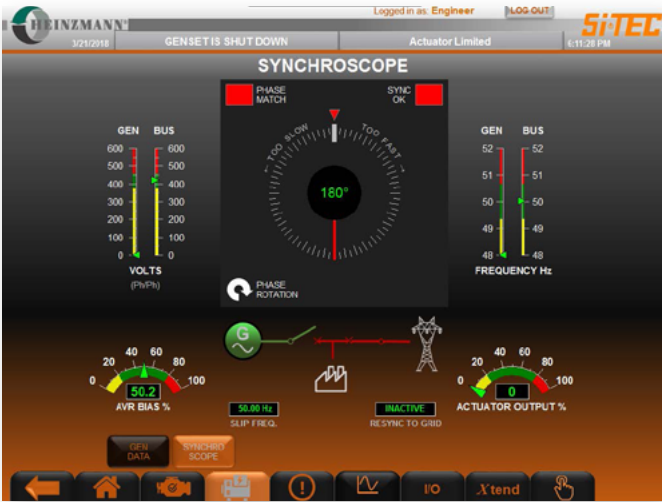 Logged in as: Engineer
LOG OUT
HEINZMANN®
SiTEC
3/21/2018
GENSET IS SHUT DOWN
Actuator Limited
6:11:28 PM
SYNCHROSCOPE
PHASE
MATCH
SYNC
OK
TOO SLOW
TOO FAST
180°
PHASE
ROTATION
GEN BUS
600 600
500 500
400 400
300 300
200 200
100 100
0 0
VOLTS
(Ph/Ph)
GEN BUS
52 52
51 51
50 50
49 49
48 48
FREQUENCY Hz
G
0 20 40 60 80 100
50.2
AVR BIAS %
50.00 Hz
SLIP FREQ.
INACTIVE
RESYNC TO GRID
0 20 40 60 80 100
0
ACTUATOR OUTPUT %
GEN
DATA
SYNCHRO
SCOPE
I/O
Xtend